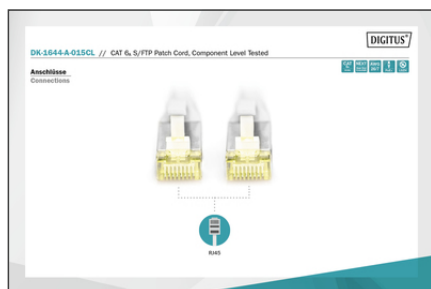 DIGITUS®
DK-1644-A-015CL // CAT 6A S/FTP Patch Cord, Component Level Tested
Anschlüsse
Connections
RJ45